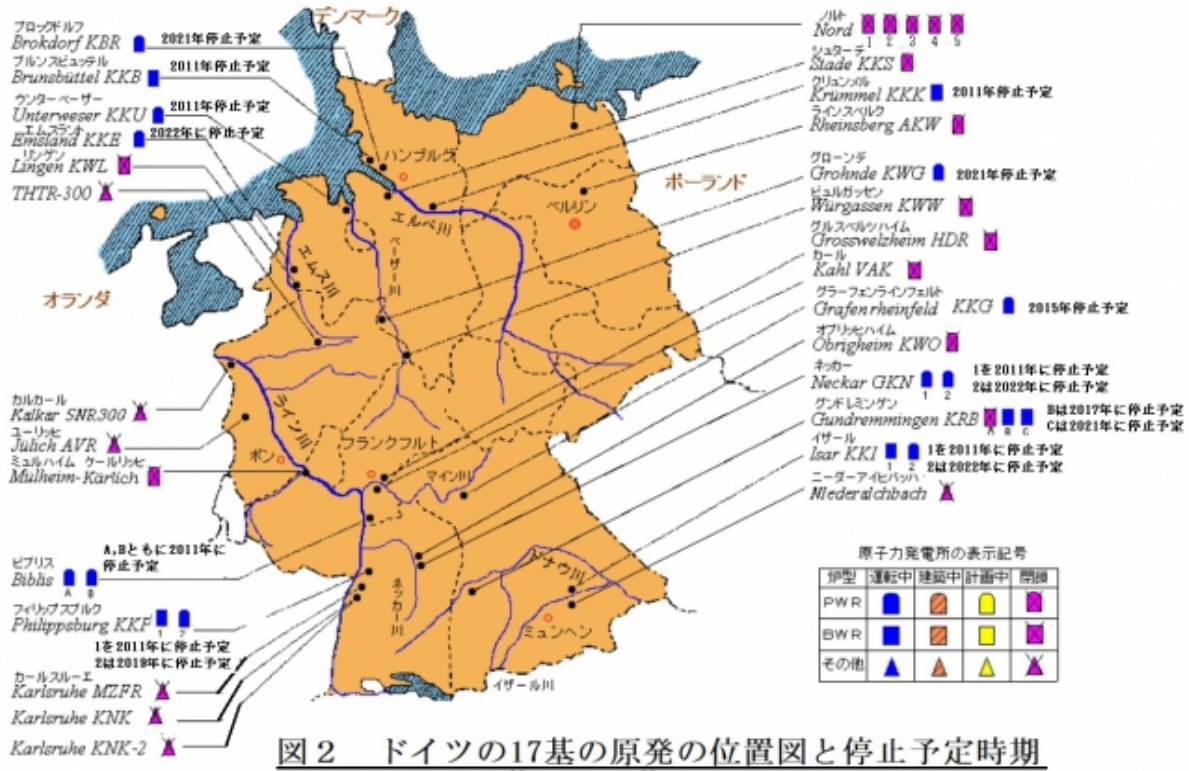 デンマーク
ブロックドルフ
Brokdorf KBR 2021年停止予定
ブルンスビュッテル
Brunsbüttel KKB 2011年停止予定
ウンターベーザー
Unterweser KKU 2011年停止予定
エムスラント
Emsland KKE 2022年に停止予定
リンゲン
Lingen KWL
THTR-300
オランダ
カルカール
Kalkar SNR300
ユーリッヒ
Jülich AVR
ミュルハイム ケールリッヒ
Mülheim-Kärlich
ビブリス
Biblis A B
A,Bともに2011年に
停止予定
フィリップスブルク
Philippsburg KKP 1 2
1を2011年に停止予定
2は2019年に停止予定
カールスルーエ
Karlsruhe MZFR
Karlsruhe KNK
Karlsruhe KNK-2
ハンブルグ
エルベ川
ベルリン
ポーランド
エムス川
ベーザー川
ライン川
ボン
フランクフルト
マイン川
ネッカー川
ドナウ川
ミュンヘン
イザール川
ノルト
Nord 1 2 3 4 5
シュターデ
Stade KKS
クリュンメル
Krümmel KKK 2011年停止予定
ラインスベルク
Rheinsberg AKW
グローンデ
Grohnde KWG 2021年停止予定
ビュルガッセン
Würgassen KWW
グルスベルツハイム
Grosswelzheim HDR
カール
Kahl VAK
グラーフェンラインフェルト
Grafenrheinfeld KKG 2015年停止予定
オブリッヒハイム
Obrigheim KWO
ネッカー
Neckar GKN 1 2
1を2011年に停止予定
2は2022年に停止予定
グンドレミンゲン
Gundremmingen KRB A B C
Bは2017年に停止予定
Cは2021年に停止予定
イザール
Isar KKI 1 2
1を2011年に停止予定
2は2022年に停止予定
ニーダーアイヒバッハ
Niederaichbach
原子力発電所の表示記号
炉型 運転中 建築中 計画中 閉鎖
PWR
BWR
その他
図2 ドイツの17基の原発の位置図と停止予定時期